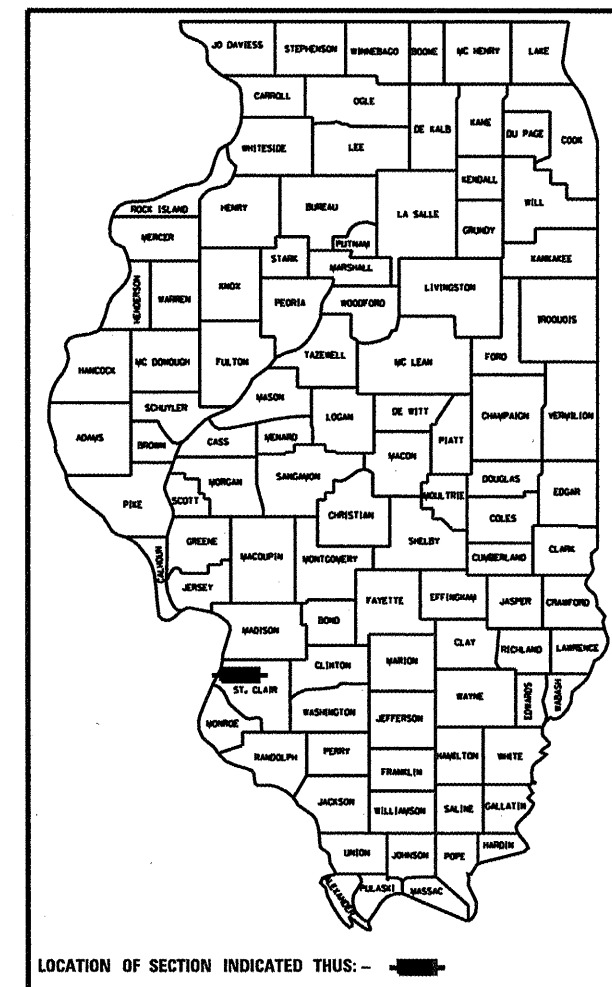 JO DAVIESS
STEPHENSON
WINNEBAGO
BOONE
MC HENRY
LAKE
CARROLL
OGLE
DE KALB
KANE
DU PAGE
COOK
WHITESIDE
LEE
KENDALL
WILL
ROCK ISLAND
HENRY
BUREAU
LA SALLE
GRUNDY
MERCER
PUTNAM
STARK
MARSHALL
KANKAKEE
HENDERSON
WARREN
KNOX
PEORIA
WOODFORD
LIVINGSTON
IROQUOIS
HANCOCK
MC DONOUGH
FULTON
TAZEWELL
MC LEAN
FORD
MASON
SCHUYLER
LOGAN
DE WITT
CHAMPAIGN
VERMILION
ADAMS
BROWN
CASS
MENARD
MACON
PIATT
PIKE
SCOTT
MORGAN
SANGAMON
MOULTRIE
DOUGLAS
EDGAR
CHRISTIAN
COLES
CALHOUN
GREENE
MACOUPIN
MONTGOMERY
SHELBY
CUMBERLAND
CLARK
JERSEY
FAYETTE
EFFINGHAM
JASPER
CRAWFORD
MADISON
BOND
CLAY
RICHLAND
LAWRENCE
CLINTON
MARION
ST. CLAIR
WAYNE
EDWARDS
WABASH
MONROE
WASHINGTON
JEFFERSON
RANDOLPH
PERRY
HAMILTON
WHITE
FRANKLIN
JACKSON
WILLIAMSON
SALINE
GALLATIN
UNION
JOHNSON
POPE
HARDIN
ALEXANDER
PULASKI
MASSAC
LOCATION OF SECTION INDICATED THUS: –